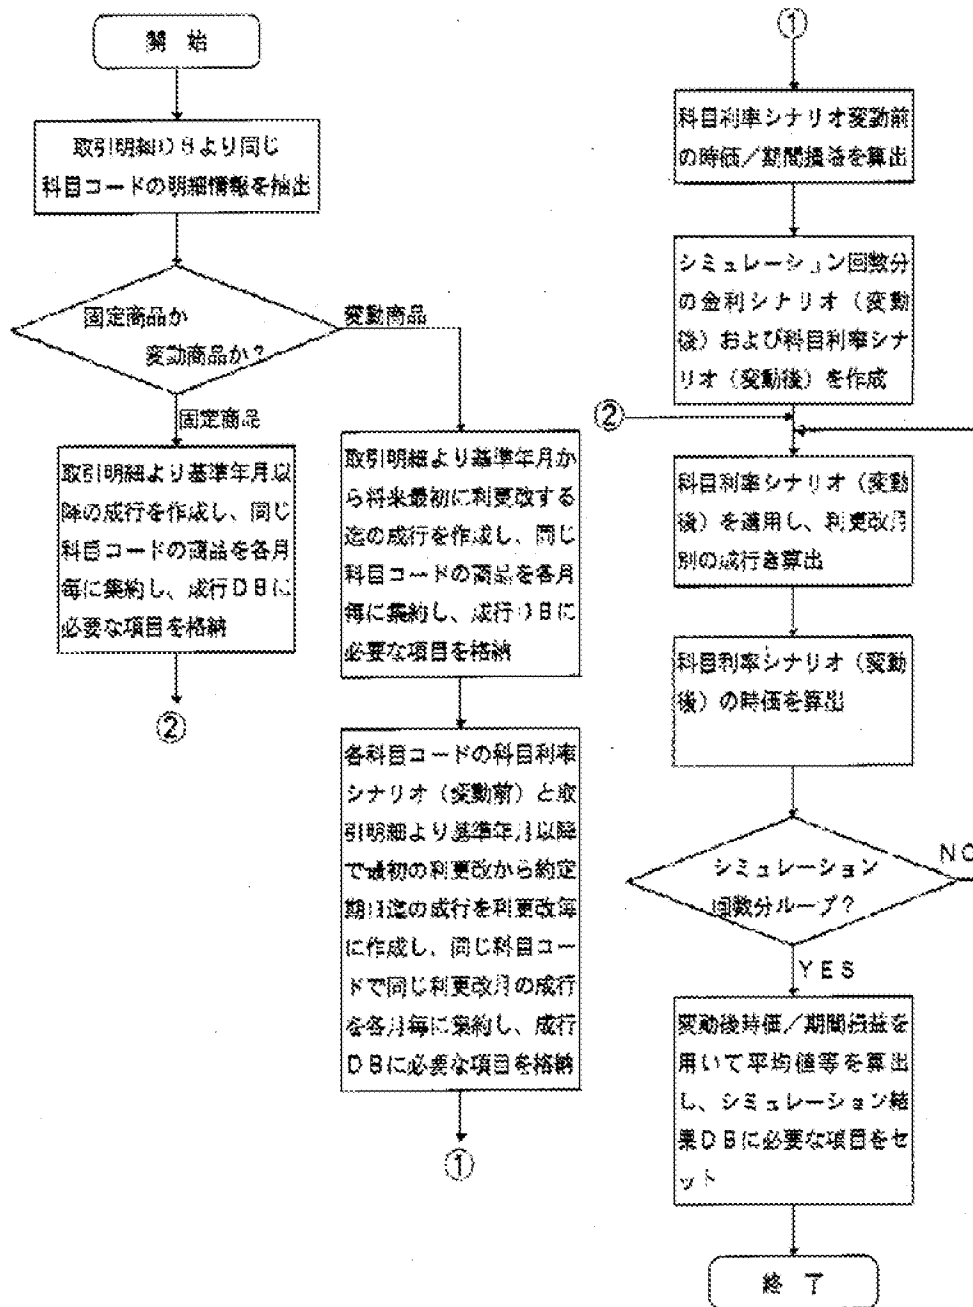 開 始
取引明細DBより同じ
科目コードの明細情報を抽出
固定商品か
変動商品か?
変動商品
固定商品
取引明細より基準年月以
降の成行を作成し、同じ
科目コードの商品を各月
毎に集約し、成行DBに
必要な項目を格納
②
取引明細より基準年月か
ら将来最初に利更改する
迄の成行を作成し、同じ
科目コードの商品を各月
毎に集約し、成行DBに
必要な項目を格納
各科目コードの科目利率
シナリオ(変動前)と取
引明細より基準年月以降
で最初の利更改から約定
期日迄の成行を利更改毎
に作成し、同じ科目コー
ドで同じ利更改月の成行
を各月毎に集約し、成行
DBに必要な項目を格納
①
①
科目利率シナリオ変動前
の時価/期間損益を算出
シミュレーション回数分
の金利シナリオ(変動
後)および科目利率シナ
リオ(変動後)を作成
②
科目利率シナリオ(変動
後)を適用し、利更改月
別の成行を算出
科目利率シナリオ(変動
後)の時価を算出
シミュレーション
回数分ループ?
NO
YES
変動後時価/期間損益を
用いて平均値等を算出
し、シミュレーション結
果DBに必要な項目をセ
ット
終 了